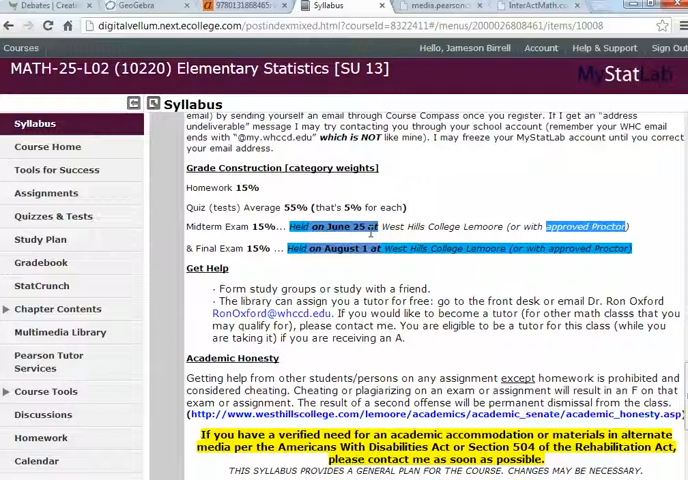 Debates | Create
GeoGebra
9780131868465
Syllabus
media.pearsonc
InterActMath.co
digitalvellum.next.ecollege.com/postindexmixed.html?courseId=8322411#/menus/2000026808461/items/10008
Courses
Hello, Jameson Birrell
Account
Help & Support
Sign Out
MATH-25-L02 (10220) Elementary Statistics [SU 13]
MyStatLab
Syllabus
Syllabus
Course Home
Tools for Success
Assignments
Quizzes & Tests
Study Plan
Gradebook
StatCrunch
Chapter Contents
Multimedia Library
Pearson Tutor
Services
Course Tools
Discussions
Homework
Calendar
email) by sending yourself an email through Course Compass once you register. If I get an "address
undeliverable" message I may try contacting you through your school account (remember your WHC email
ends with "@my.whccd.edu" which is NOT like mine). I may freeze your MyStatLab account until you correct
your email address.
Grade Construction [category weights]
Homework 15%
Quiz (tests) Average 55% (that's 5% for each)
Midterm Exam 15%... Held on June 25 at West Hills College Lemoore (or with approved Proctor)
& Final Exam 15% ... Held on August 1 at West Hills College Lemoore (or with approved Proctor)
Get Help
· Form study groups or study with a friend.
· The library can assign you a tutor for free: go to the front desk or email Dr. Ron Oxford
RonOxford@whccd.edu. If you would like to become a tutor (for other math classs that you
may qualify for), please contact me. You are eligible to be a tutor for this class (while you
are taking it) if you are receiving an A.
Academic Honesty
Getting help from other students/persons on any assignment except homework is prohibited and
considered cheating. Cheating or plagiarizing on an exam or assignment will result in an F on that
exam or assignment. The result of a second offense will be permanent dismissal from the class.
(http://www.westhillscollege.com/lemoore/academics/academic_senate/academic_honesty.asp)
If you have a verified need for an academic accommodation or materials in alternate
media per the Americans With Disabilities Act or Section 504 of the Rehabilitation Act,
please contact me as soon as possible.
THIS SYLLABUS PROVIDES A GENERAL PLAN FOR THE COURSE. CHANGES MAY BE NECESSARY.